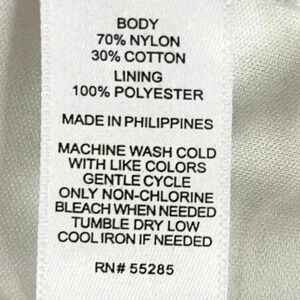 BODY
70% NYLON
30% COTTON
LINING
100% POLYESTER
MADE IN PHILIPPINES
MACHINE WASH COLD
WITH LIKE COLORS
GENTLE CYCLE
ONLY NON-CHLORINE
BLEACH WHEN NEEDED
TUMBLE DRY LOW
COOL IRON IF NEEDED
RN# 55285